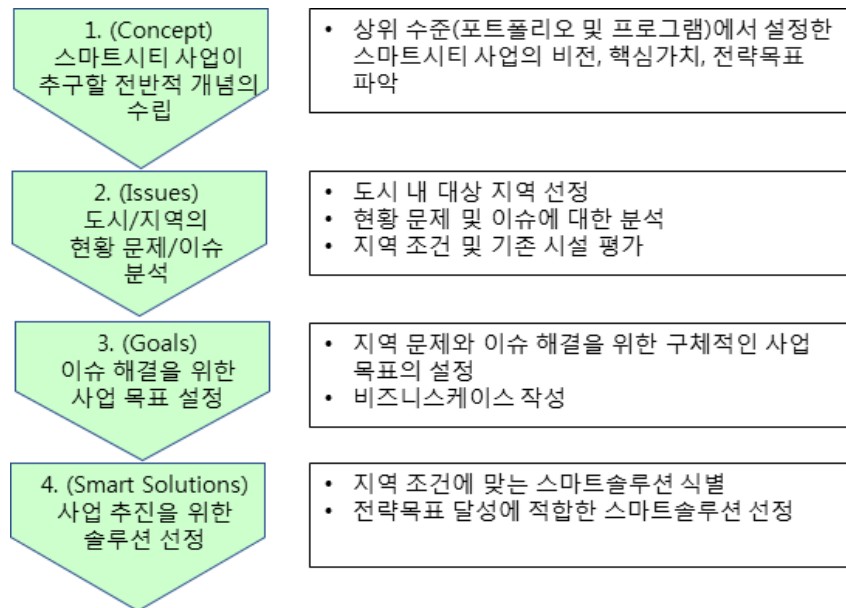 1. (Concept)
스마트시티 사업이
추구할 전반적 개념의
수립
• 상위 수준(포트폴리오 및 프로그램)에서 설정한
스마트시티 사업의 비전, 핵심가치, 전략목표
파악
2. (Issues)
도시/지역의
현황 문제/이슈
분석
• 도시 내 대상 지역 선정
• 현황 문제 및 이슈에 대한 분석
• 지역 조건 및 기존 시설 평가
3. (Goals)
이슈 해결을 위한
사업 목표 설정
• 지역 문제와 이슈 해결을 위한 구체적인 사업
목표의 설정
• 비즈니스케이스 작성
4. (Smart Solutions)
사업 추진을 위한
솔루션 선정
• 지역 조건에 맞는 스마트솔루션 식별
• 전략목표 달성에 적합한 스마트솔루션 선정